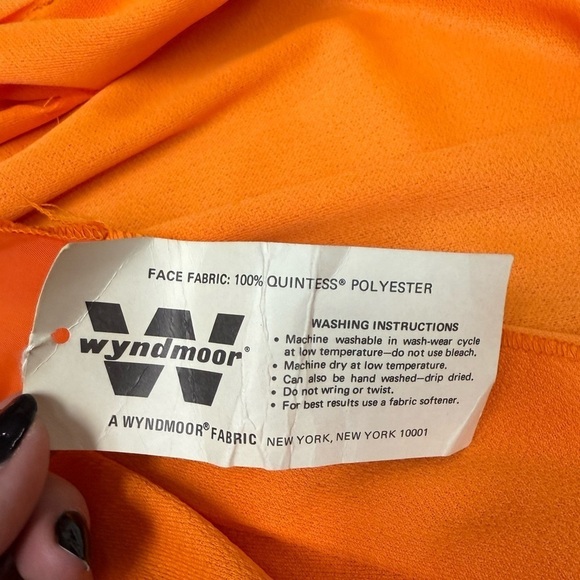 FACE FABRIC: 100% QUINTESS® POLYESTER
W
wyndmoor®
A WYNDMOOR® FABRIC
WASHING INSTRUCTIONS
• Machine washable in wash-wear cycle
at low temperature—do not use bleach.
• Machine dry at low temperature.
• Can also be hand washed—drip dried.
• Do not wring or twist.
• For best results use a fabric softener.
NEW YORK, NEW YORK 10001